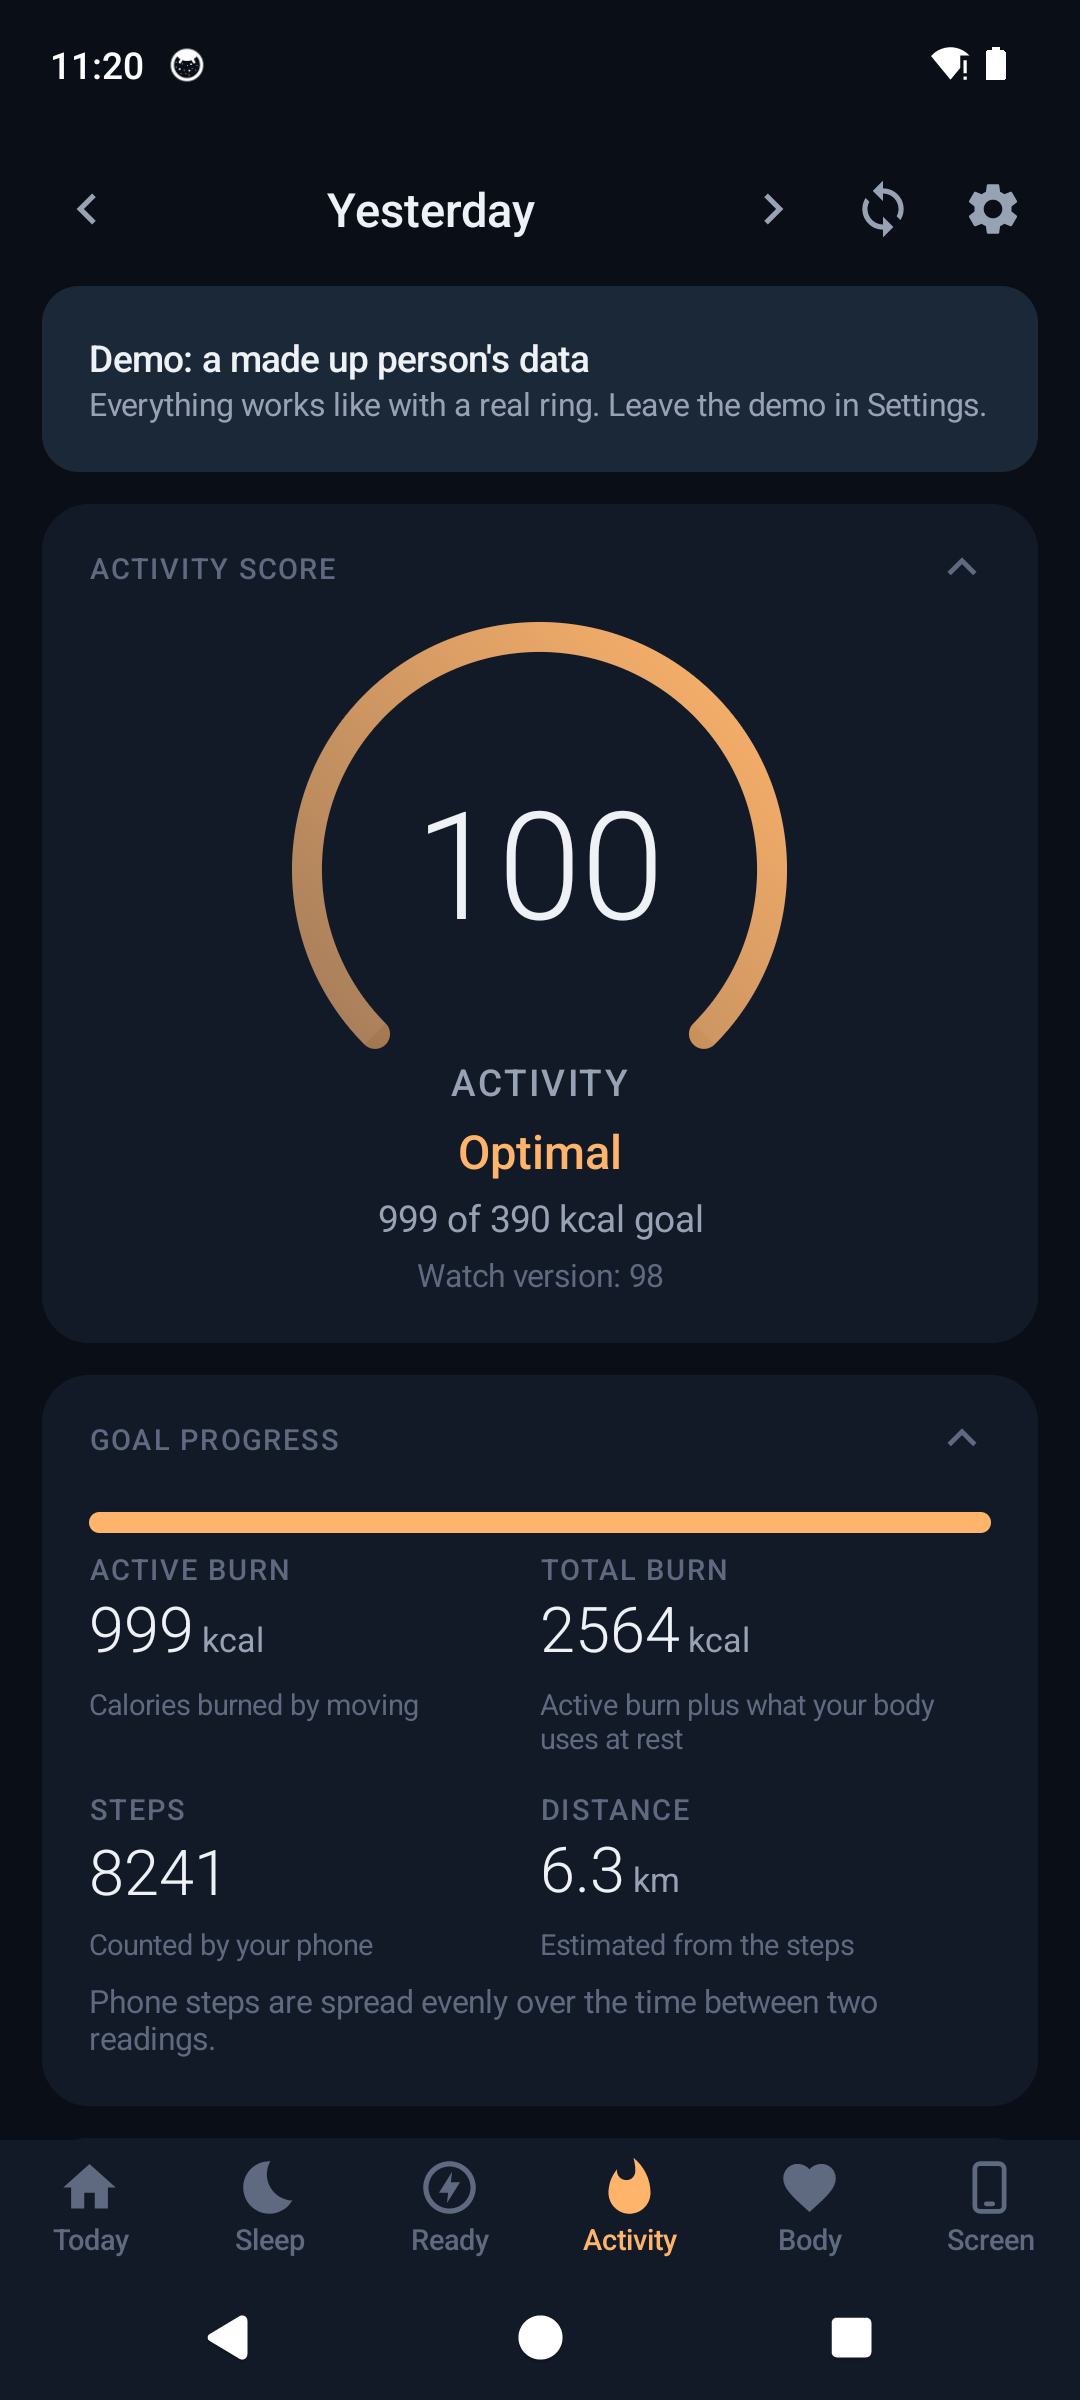 11:20
Yesterday
Demo: a made up person's data
Everything works like with a real ring. Leave the demo in Settings.
ACTIVITY SCORE
100
ACTIVITY
Optimal
999 of 390 kcal goal
Watch version: 98
GOAL PROGRESS
ACTIVE BURN
999 kcal
Calories burned by moving
TOTAL BURN
2564 kcal
Active burn plus what your body
uses at rest
STEPS
8241
Counted by your phone
DISTANCE
6.3 km
Estimated from the steps
Phone steps are spread evenly over the time between two
readings.
Today
Sleep
Ready
Activity
Body
Screen